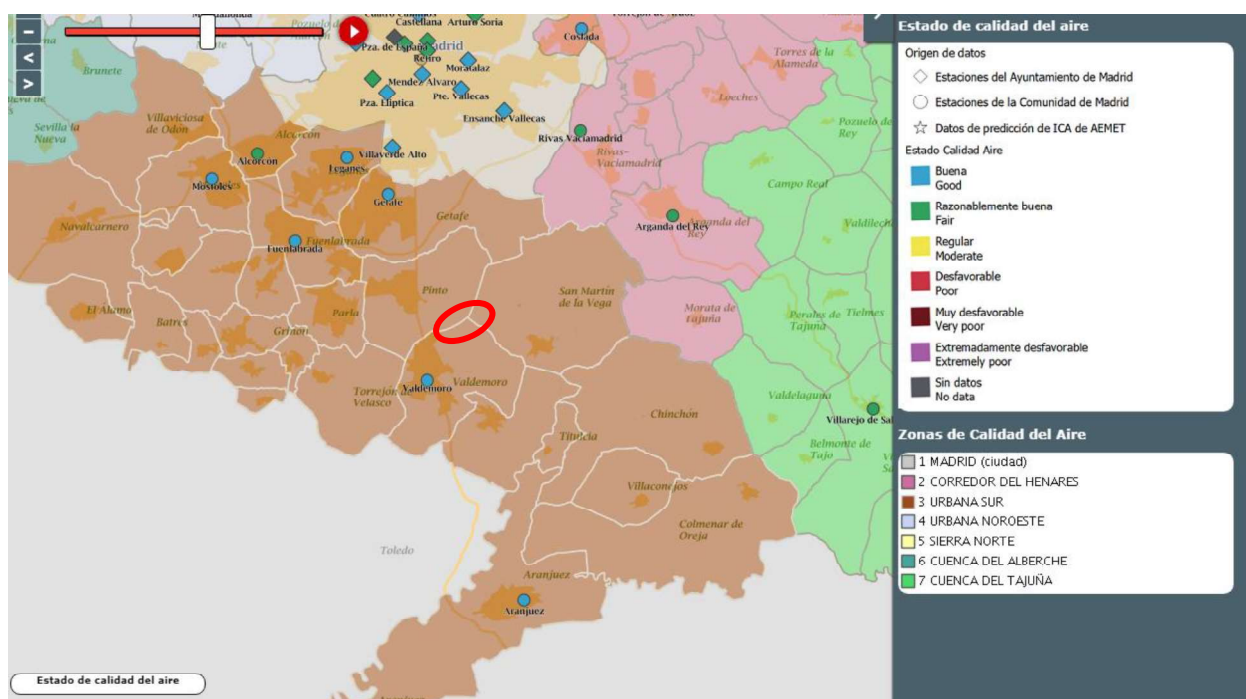 Estado de calidad del aire
Origen de datos
Estaciones del Ayuntamiento de Madrid
Estaciones de la Comunidad de Madrid
Datos de predicción de ICA de AEMET
Estado Calidad Aire
Buena
Good
Razonablemente buena
Fair
Regular
Moderate
Desfavorable
Poor
Muy desfavorable
Very poor
Extremadamente desfavorable
Extremely poor
Sin datos
No data
Zonas de Calidad del Aire
1 MADRID (ciudad)
2 CORREDOR DEL HENARES
3 URBANA SUR
4 URBANA NOROESTE
5 SIERRA NORTE
6 CUENCA DEL ALBERCHE
7 CUENCA DEL TAJUÑA
-
<
>
Castellana
Arturo Soria
Coslada
Pza. de España
Retiro
Moratalaz
Mendez Alvaro
Pza. Elíptica
Pte. Vallecas
Ensanche Vallecas
Torres de la
Alameda
Brunete
Loeches
Pozuelo de
Rey
Sevilla la
Nueva
Villaviciosa
de Odón
Alcorcón
Alcorcon
Villaverde Alto
Leganes
Rivas Vaciamadrid
Rivas-
Vaciamadrid
Mostoles
Getafe
Getafe
Campo Real
Navalcarnero
Fuenlabrada
Fuenlabrada
Arganda del Rey
Arganda del
Rey
Pinto
San Martín
de la Vega
El Álamo
Batres
Griñón
Parla
Morata de
Tajuña
Perales de
Tajuña
Tielmes
Torrejón de
Velasco
Valdemoro
Valdemoro
Chinchón
Valdelaguna
Titulcia
Belmonte de
Tajo
Villaconejos
Colmenar de
Oreja
Toledo
Aranjuez
Aranjuez
Estado de calidad del aire